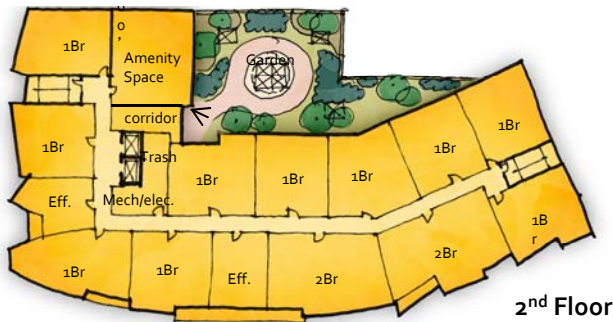 1Br
Amenity
Space
Garden
corridor
1Br
Trash
1Br
1Br
1Br
1Br
1Br
Eff.
Mech/elec.
1B
r
1Br
1Br
Eff.
2Br
2Br
2nd Floor